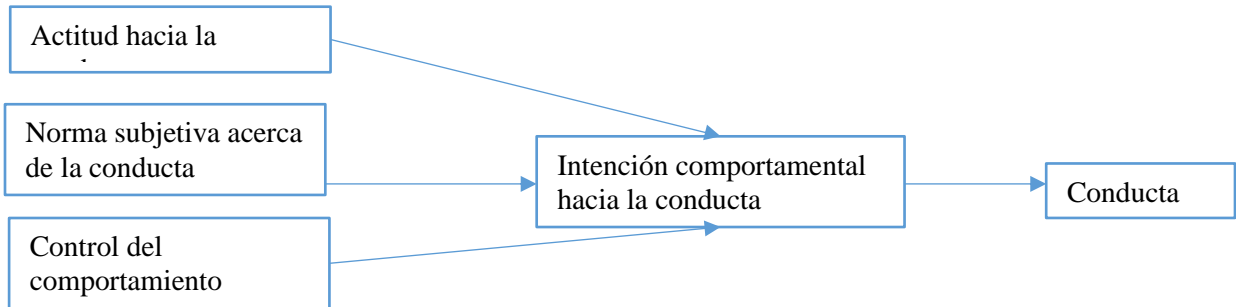 Actitud hacia la
Norma subjetiva acerca
de la conducta
Control del
comportamiento
Intención comportamental
hacia la conducta
Conducta